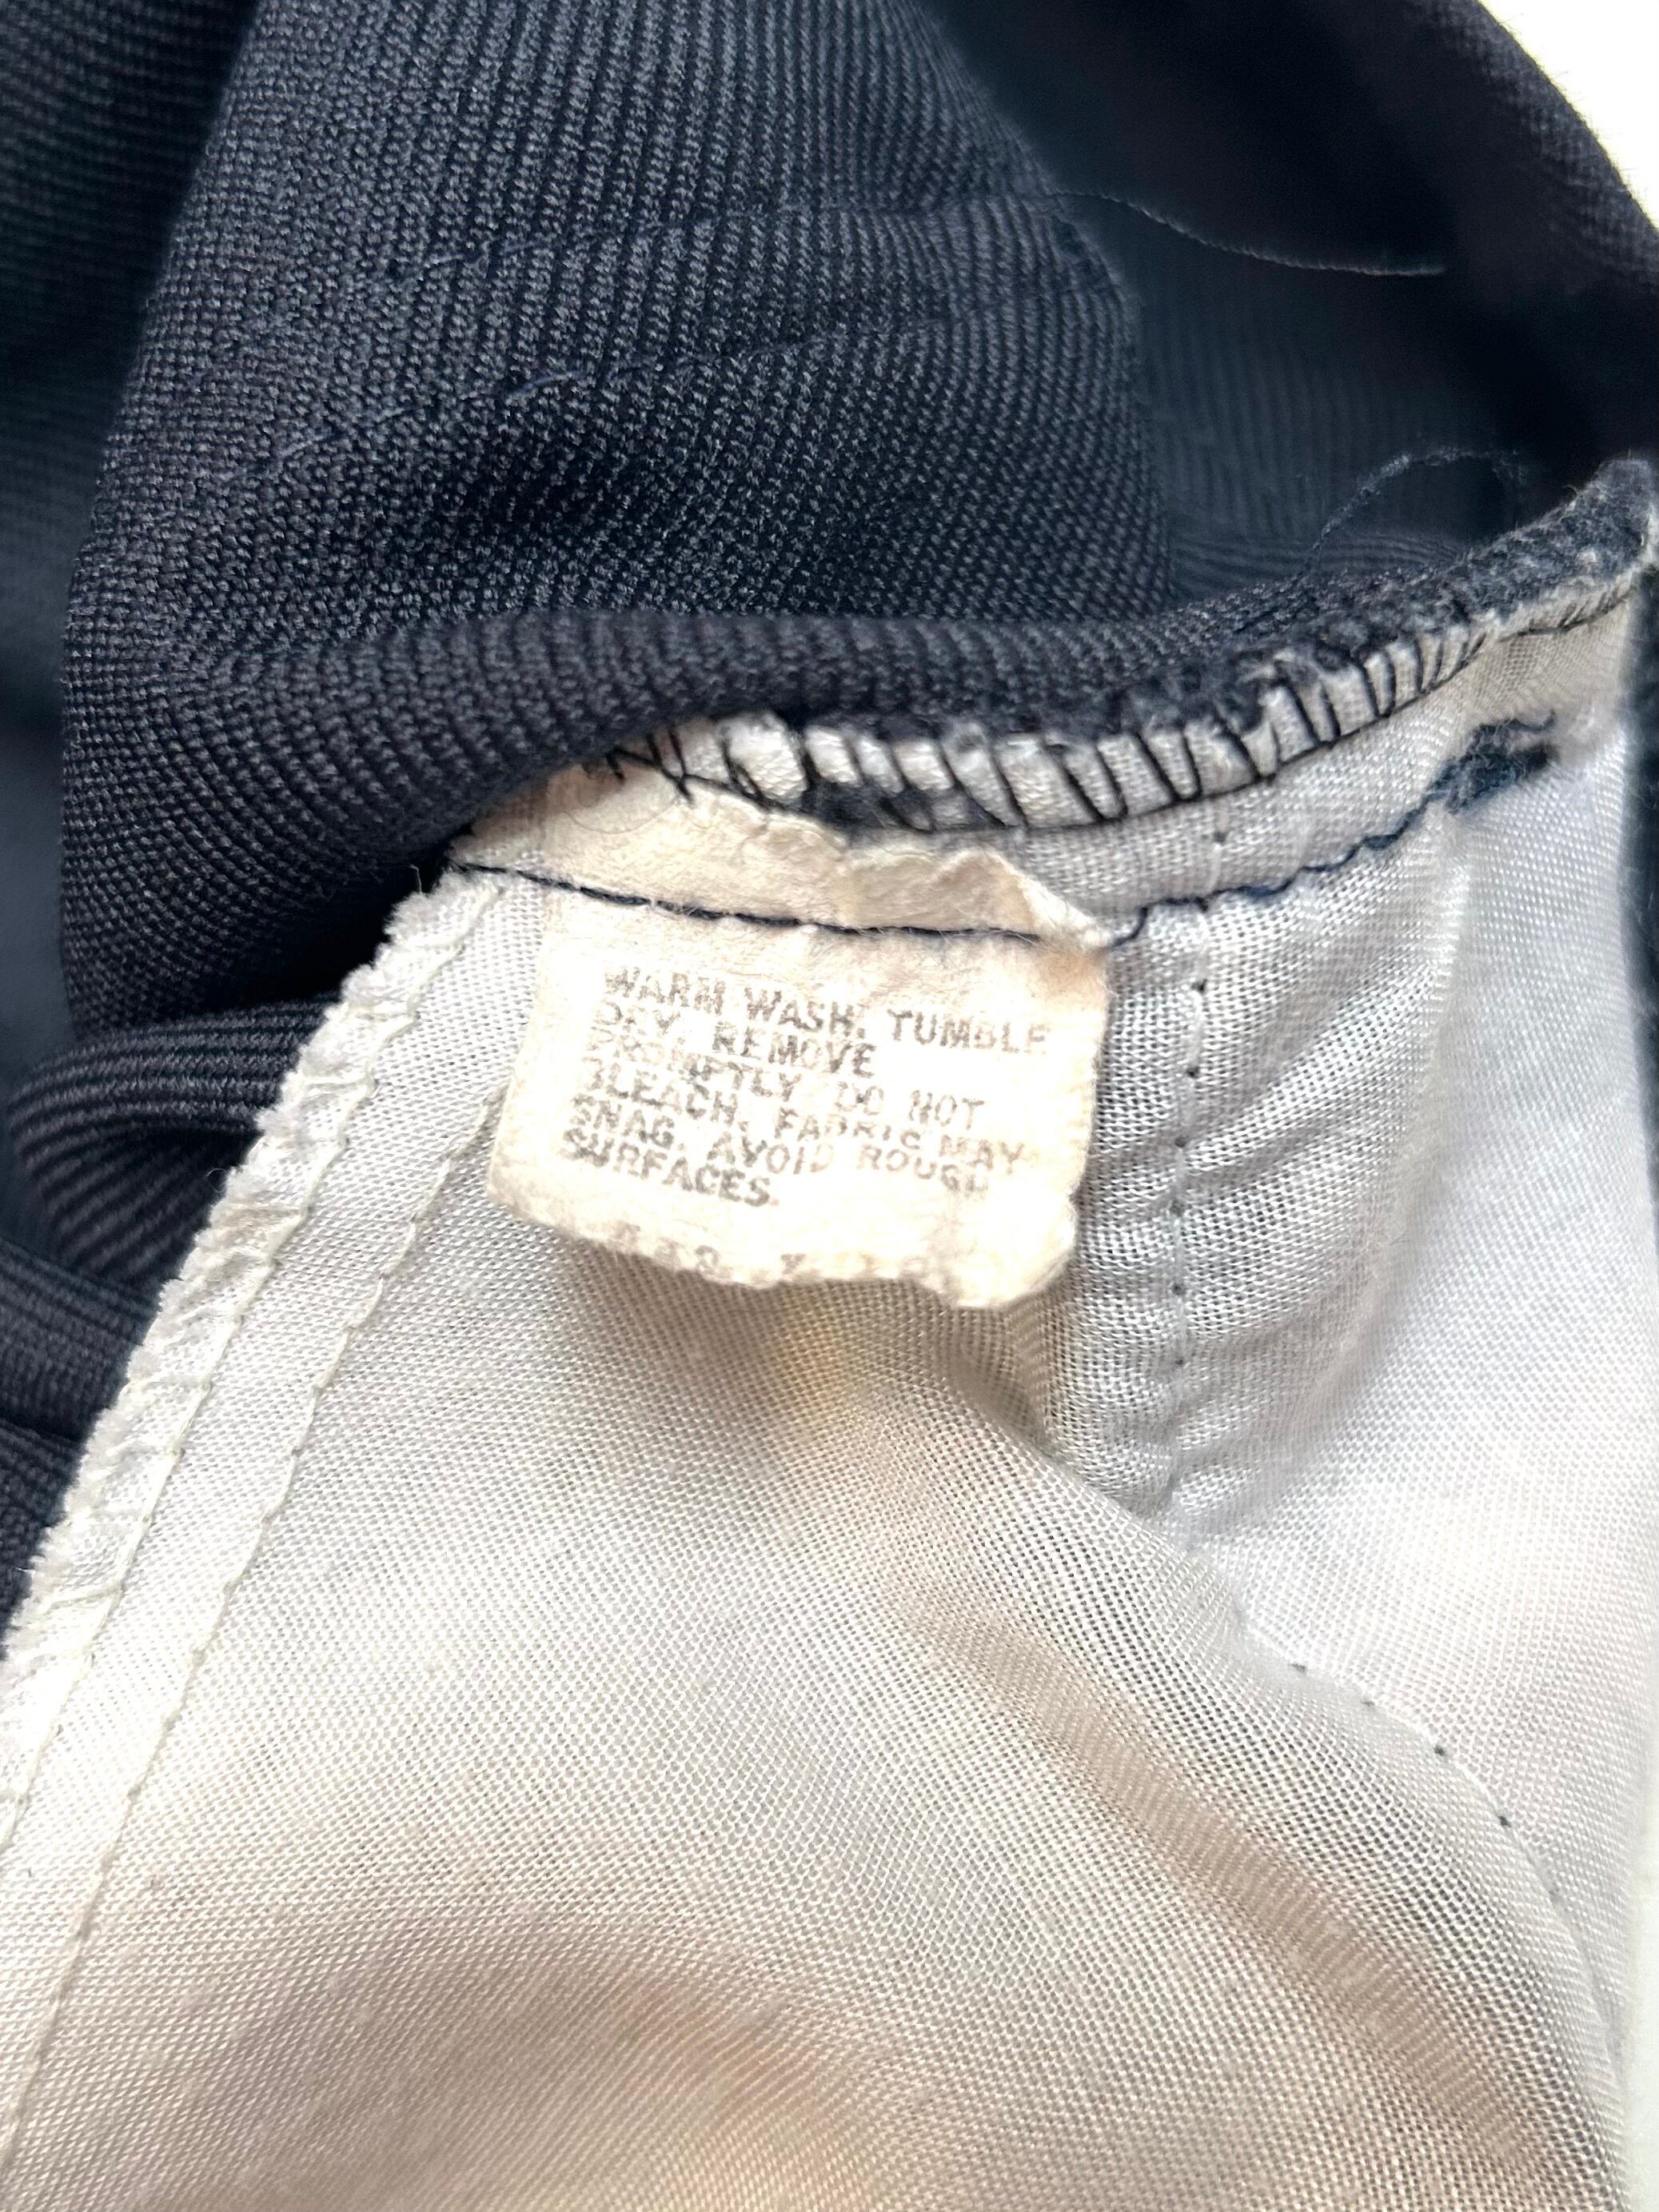 WARM WASH, TUMBLE
DRY, REMOVE
PROMPTLY. DO NOT
BLEACH. FABRIC MAY
SNAG. AVOID ROUGH
SURFACES.